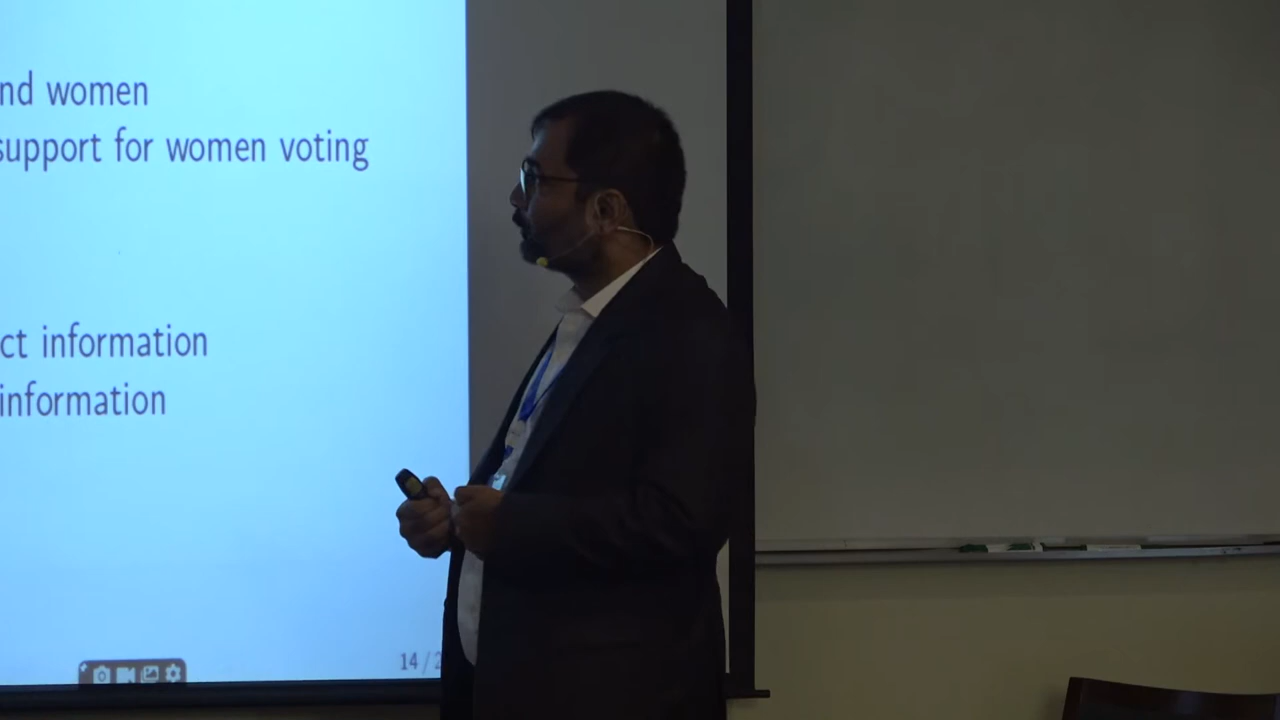 nd women
support for women voting
ct information
information
14 / 2